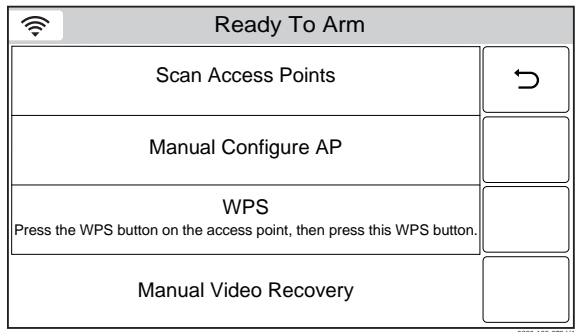 Ready To Arm
Scan Access Points
Manual Configure AP
WPS
Press the WPS button on the access point, then press this WPS button.
Manual Video Recovery